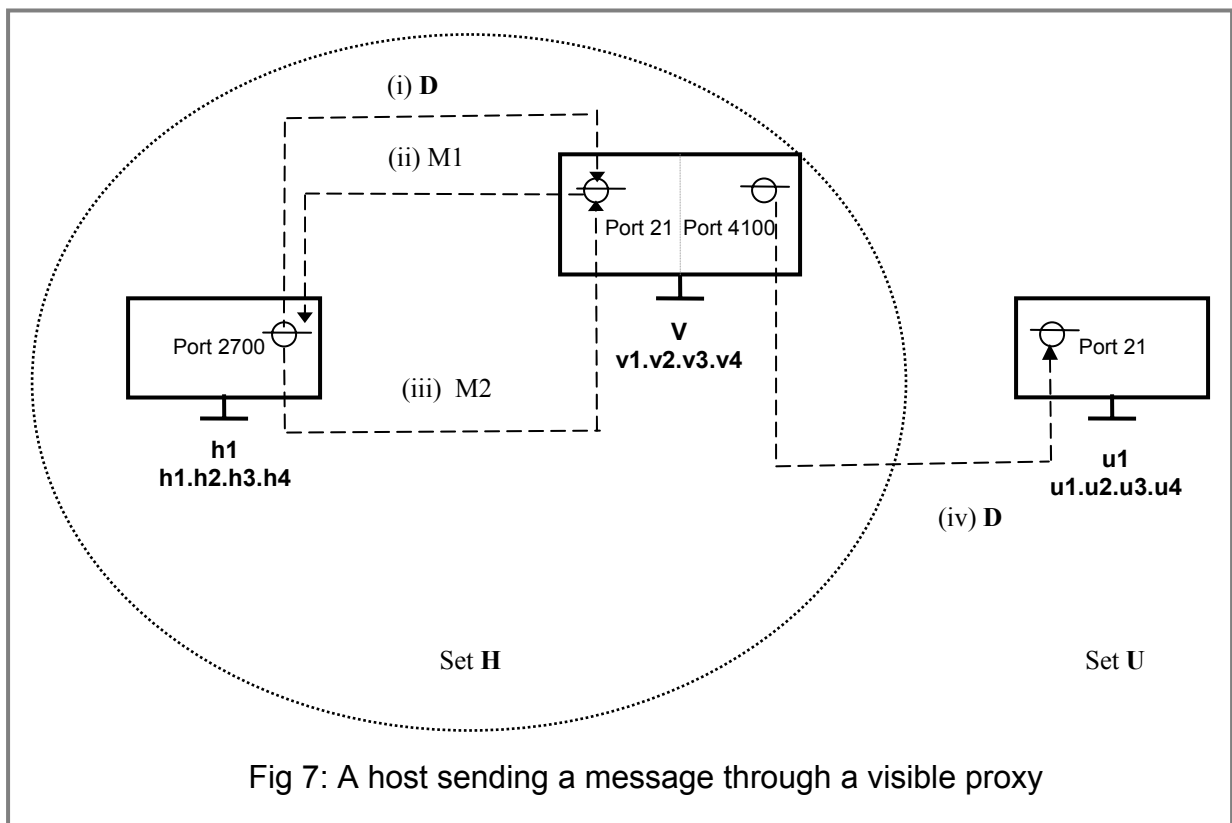 (i) D
(ii) M1
Port 21
Port 4100
V
v1.v2.v3.v4
Port 2700
(iii) M2
h1
h1.h2.h3.h4
Port 21
u1
u1.u2.u3.u4
(iv) D
Set H
Set U
Fig 7: A host sending a message through a visible proxy